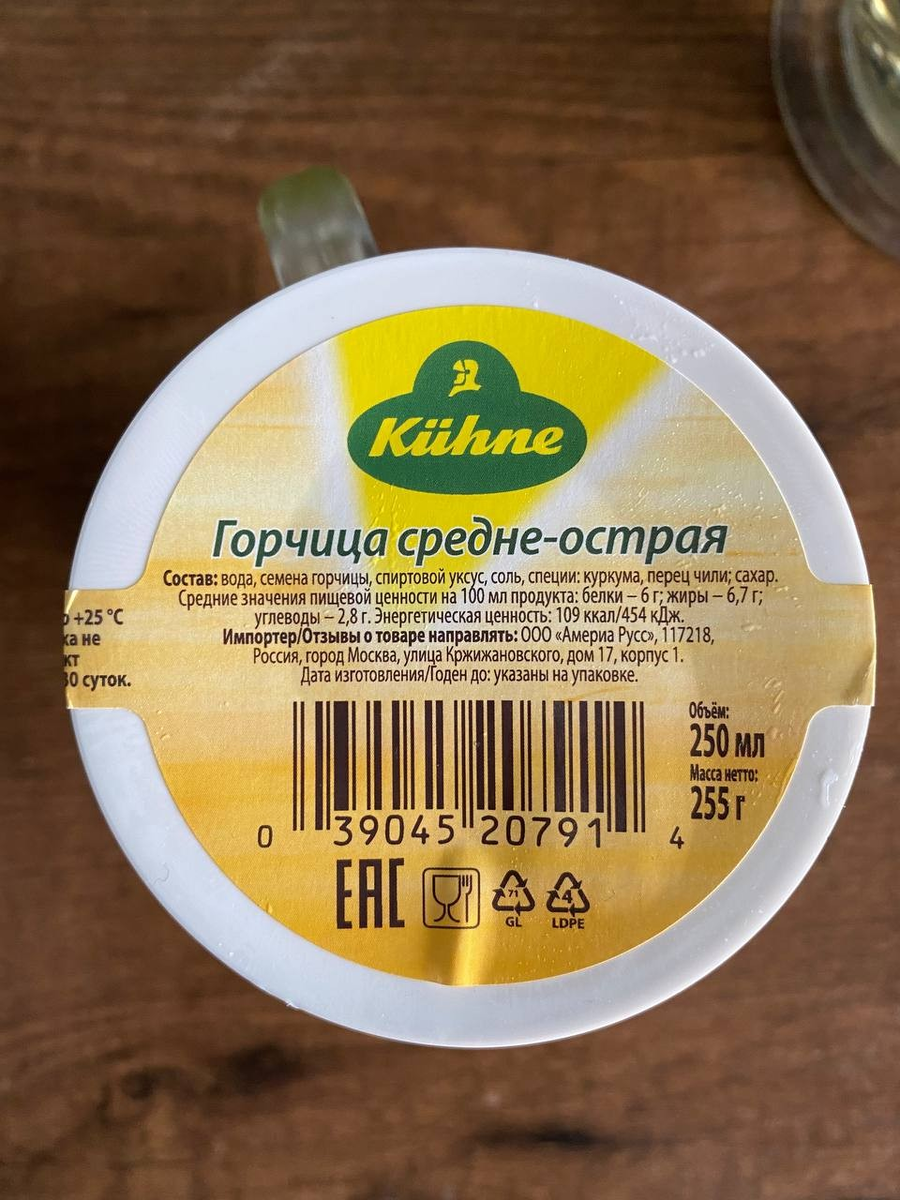 Kühne
Горчица средне-острая
Состав: вода, семена горчицы, спиртовой уксус, соль, специи: куркума, перец чили; сахар.
Средние значения пищевой ценности на 100 мл продукта: белки – 6 г; жиры – 6,7 г;
углеводы – 2,8 г. Энергетическая ценность: 109 ккал/454 кДж.
Импортер/Отзывы о товаре направлять: ООО «Америа Русс», 117218,
Россия, город Москва, улица Кржижановского, дом 17, корпус 1.
Дата изготовления/Годен до: указаны на упаковке.
+25 °C
не
30 суток.
Объём:
250 мл
Масса нетто:
255 г
0 39045 20791 4
EAC
71
GL
4
LDPE